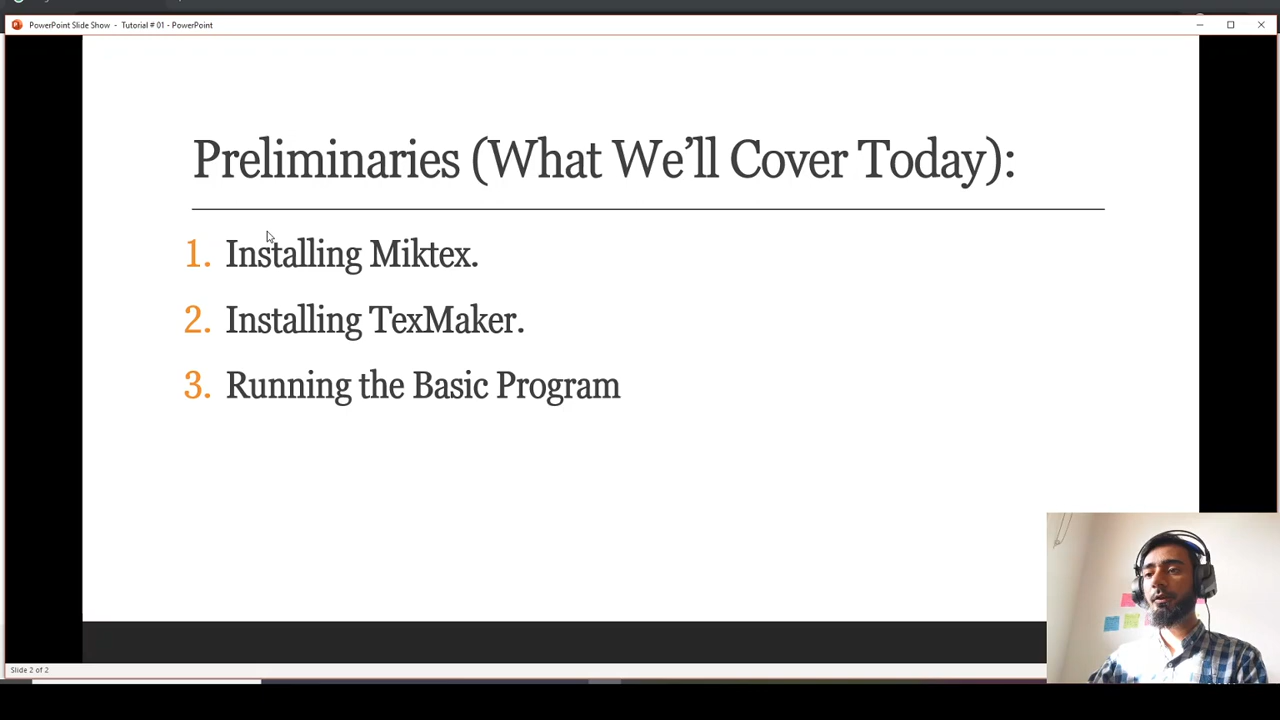 PowerPoint Slide Show - Tutorial # 01 - PowerPoint
Preliminaries (What We’ll Cover Today):
1. Installing Miktex.
2. Installing TexMaker.
3. Running the Basic Program
Slide 2 of 2